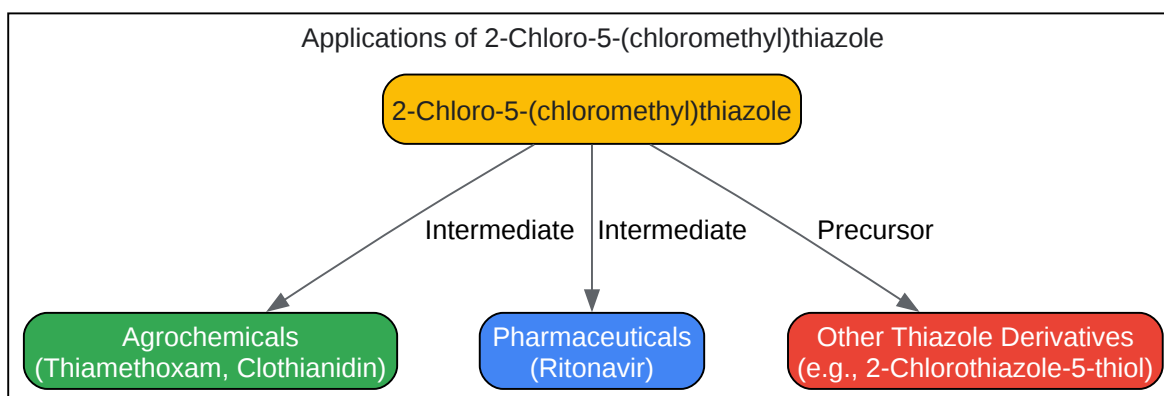 Applications of 2-Chloro-5-(chloromethyl)thiazole
2-Chloro-5-(chloromethyl)thiazole
Intermediate
Intermediate
Precursor
Agrochemicals
(Thiamethoxam, Clothianidin)
Pharmaceuticals
(Ritonavir)
Other Thiazole Derivatives
(e.g., 2-Chlorothiazole-5-thiol)